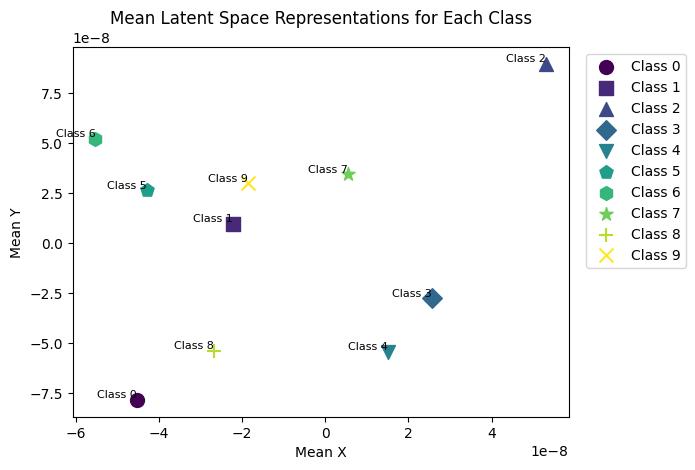 Mean Latent Space Representations for Each Class
1e−8
Class 2
Class 6
Class 7
Class 5
Class 9
Class 1
Class 3
Class 8
Class 4
Class 0
7.5
5.0
2.5
0.0
−2.5
−5.0
−7.5
Mean Y
−6
−4
−2
0
2
4
1e−8
Mean X
Class 0
Class 1
Class 2
Class 3
Class 4
Class 5
Class 6
Class 7
Class 8
Class 9